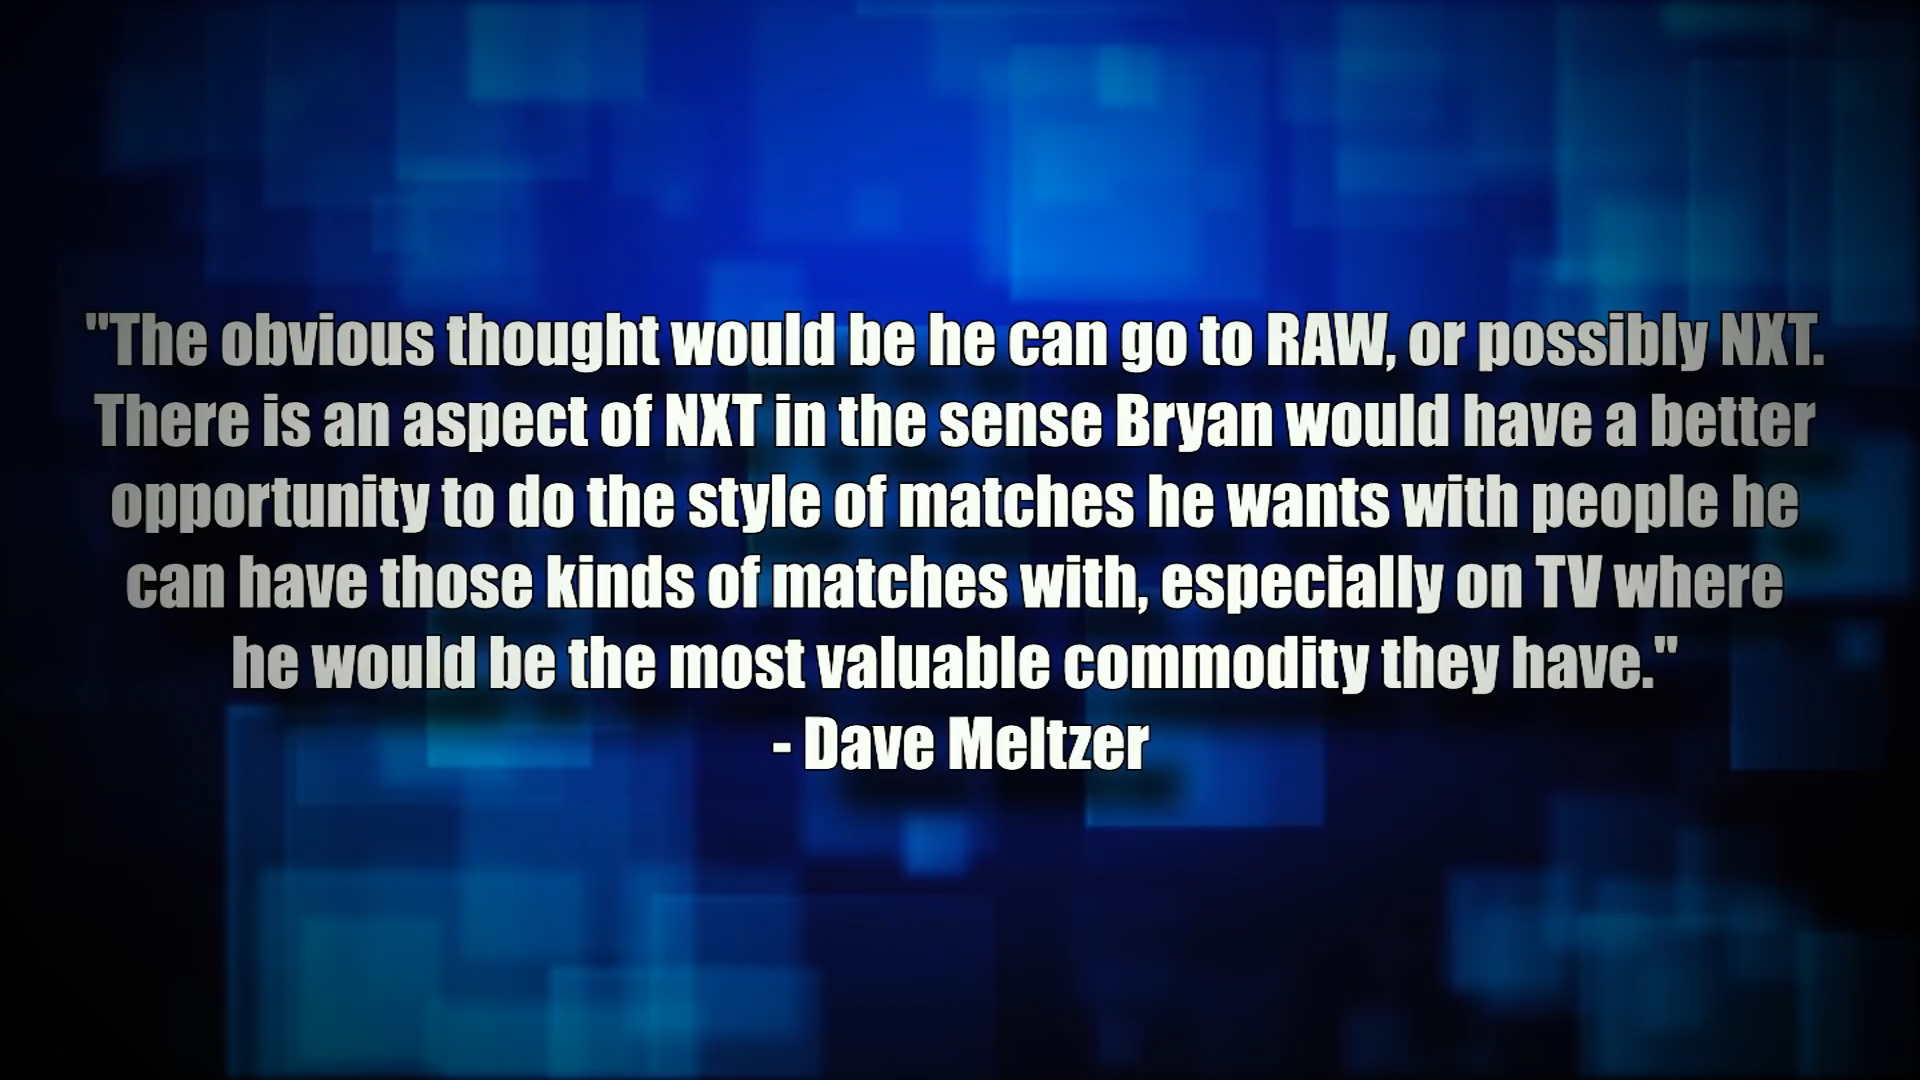 "The obvious thought would be he can go to RAW, or possibly NXT.
There is an aspect of NXT in the sense Bryan would have a better
opportunity to do the style of matches he wants with people he
can have those kinds of matches with, especially on TV where
he would be the most valuable commodity they have."
- Dave Meltzer